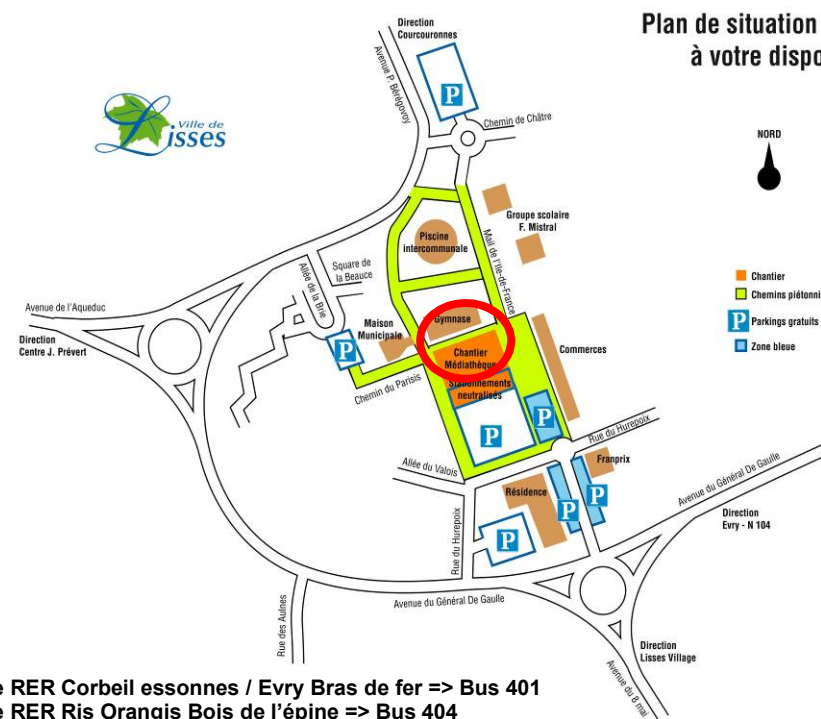 Plan de situation
à votre dispo
Direction
Courcouronnes
Avenue P. Bérégovoy
P
Chemin de Châtre
Ville de
Lisses
NORD
Groupe scolaire
F. Mistral
Piscine
intercommunale
Mail de l'Ile-de-France
Square de
la Beauce
Allée de la Brie
Chantier
Chemins piétonni
P Parkings gratuits
Zone bleue
Avenue de l'Aqueduc
Direction
Centre J. Prévert
Maison
Municipale
Gymnase
P
Chantier
Médiathèque
Commerces
Chemin du Parisis
Stationnements
neutralisés
P
P
Rue du Hurepoix
Allée du Valois
Franprix
Résidence
P
P
Avenue du Général De Gaulle
Direction
Evry - N 104
Rue du Hurepoix
P
Avenue du Général De Gaulle
Rue des Aulnes
Direction
Lisses Village
Avenue du 8 mai
e RER Corbeil essonnes / Evry Bras de fer => Bus 401
e RER Ris Orangis Bois de l'épine => Bus 404